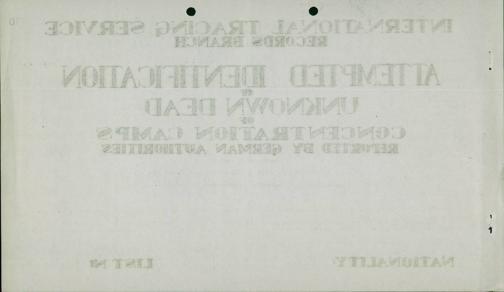 INTERNATIONAL TRACING SERVICE
RECORDS BRANCH
ATTEMPTED IDENTIFICATION
OF
UNKNOWN DEAD
OF
CONCENTRATION CAMPS
REPORTED BY GERMAN AUTHORITIES
NATIONALITY LIST Nº